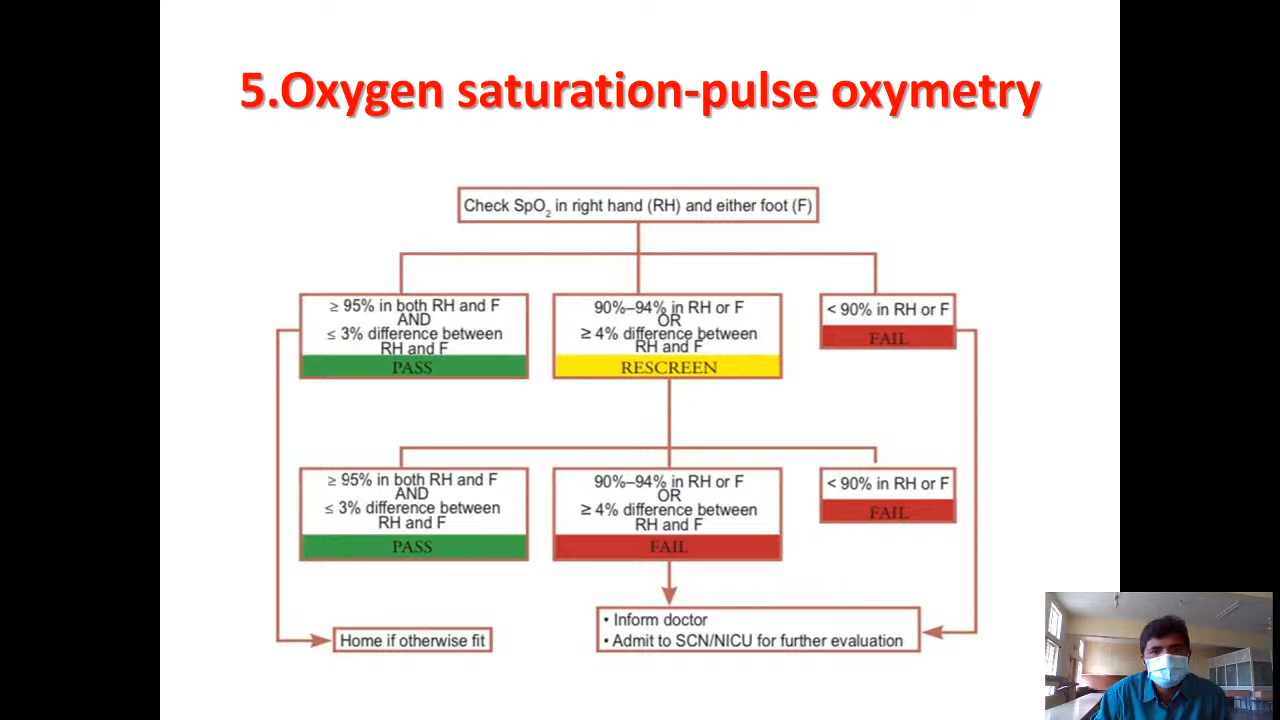 5.Oxygen saturation-pulse oxymetry
Check SpO2 in right hand (RH) and either foot (F)
≥ 95% in both RH and F
AND
≤ 3% difference between
RH and F
PASS
90%–94% in RH or F
OR
≥ 4% difference between
RH and F
RESCREEN
< 90% in RH or F
FAIL
≥ 95% in both RH and F
AND
≤ 3% difference between
RH and F
PASS
90%–94% in RH or F
OR
≥ 4% difference between
RH and F
FAIL
< 90% in RH or F
FAIL
Home if otherwise fit
• Inform doctor
• Admit to SCN/NICU for further evaluation